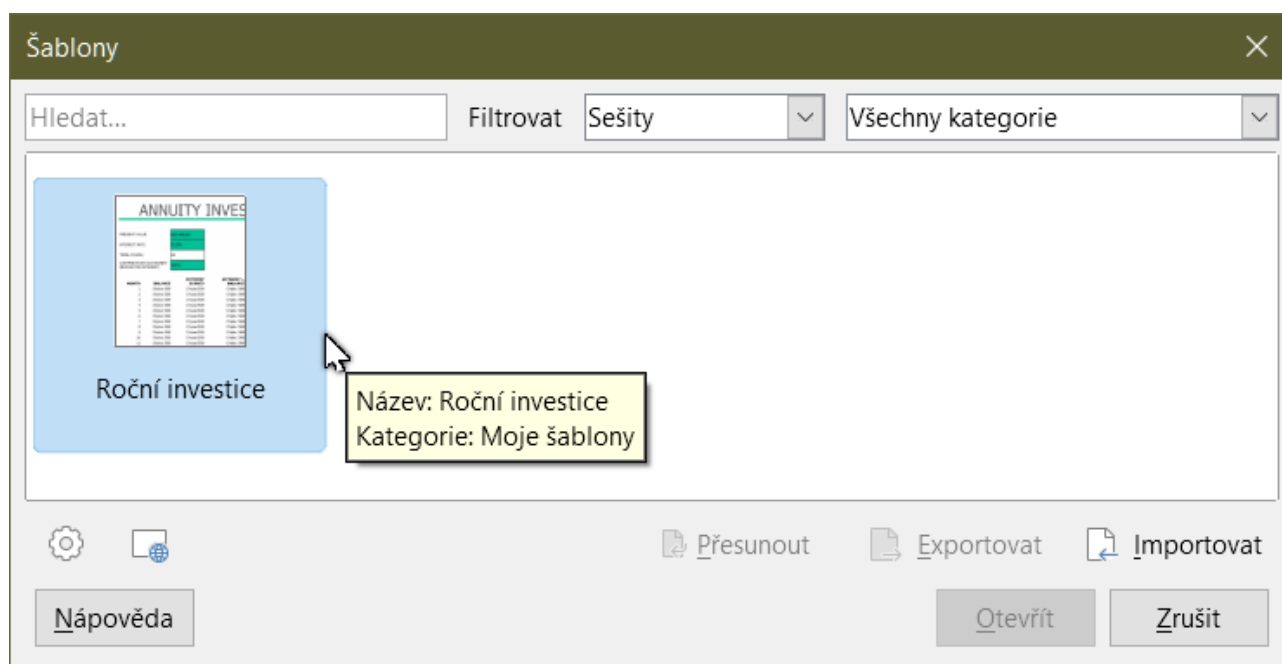 Šablony
Hledat...
Filtrovat
Sešity
Všechny kategorie
ANNUITY INVES
Roční investice
Název: Roční investice
Kategorie: Moje šablony
Přesunout
Exportovat
Importovat
Nápověda
Otevřít
Zrušit